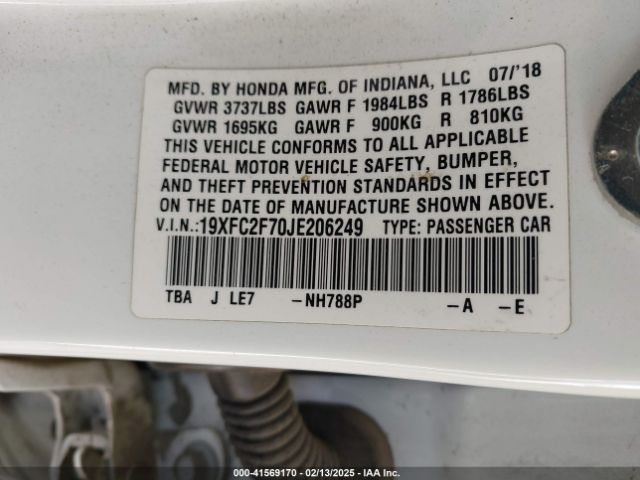 MFD. BY HONDA MFG. OF INDIANA, LLC 07/'18
GVWR 3737LBS GAWR F 1984LBS R 1786LBS
GVWR 1695KG GAWR F 900KG R 810KG
THIS VEHICLE CONFORMS TO ALL APPLICABLE
FEDERAL MOTOR VEHICLE SAFETY, BUMPER,
AND THEFT PREVENTION STANDARDS IN EFFECT
ON THE DATE OF MANUFACTURE SHOWN ABOVE.
V.I.N.:19XFC2F70JE206249 TYPE: PASSENGER CAR
TBA J LE7 -NH788P -A -E
000-41569170 - 02/13/2025 - IAA Inc.